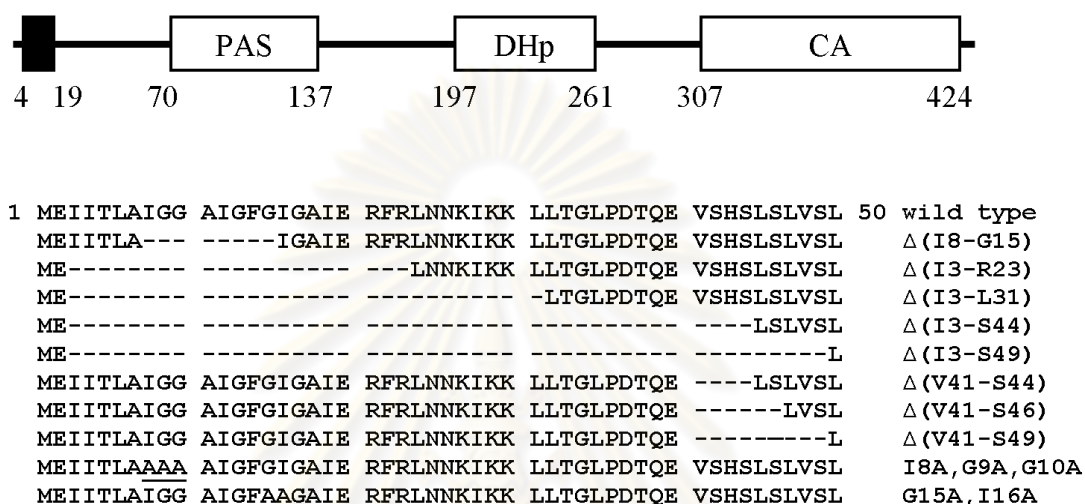 PAS DHp CA
4 19 70 137 197 261 307 424
1 MEIITLAIGG AIGFGIGAIE RFRLNNKIKK LLTGLPDTQE VSHSLSLVSL 50 wild type
MEIITLA--- -----IGAIE RFRLNNKIKK LLTGLPDTQE VSHSLSLVSL Δ(I8-G15)
ME-------- ---------- ---LNNKIKK LLTGLPDTQE VSHSLSLVSL Δ(I3-R23)
ME-------- ---------- ---------- -LTGLPDTQE VSHSLSLVSL Δ(I3-L31)
ME-------- ---------- ---------- ---------- ----LSLVSL Δ(I3-S44)
ME-------- ---------- ---------- ---------- ---------L Δ(I3-S49)
MEIITLAIGG AIGFGIGAIE RFRLNNKIKK LLTGLPDTQE ----LSLVSL Δ(V41-S44)
MEIITLAIGG AIGFGIGAIE RFRLNNKIKK LLTGLPDTQE ------LVSL Δ(V41-S46)
MEIITLAIGG AIGFGIGAIE RFRLNNKIKK LLTGLPDTQE ---------L Δ(V41-S49)
MEIITLAAAA AIGFGIGAIE RFRLNNKIKK LLTGLPDTQE VSHSLSLVSL I8A,G9A,G10A
MEIITLAIGG AIGFAAGAIE RFRLNNKIKK LLTGLPDTQE VSHSLSLVSL G15A,I16A